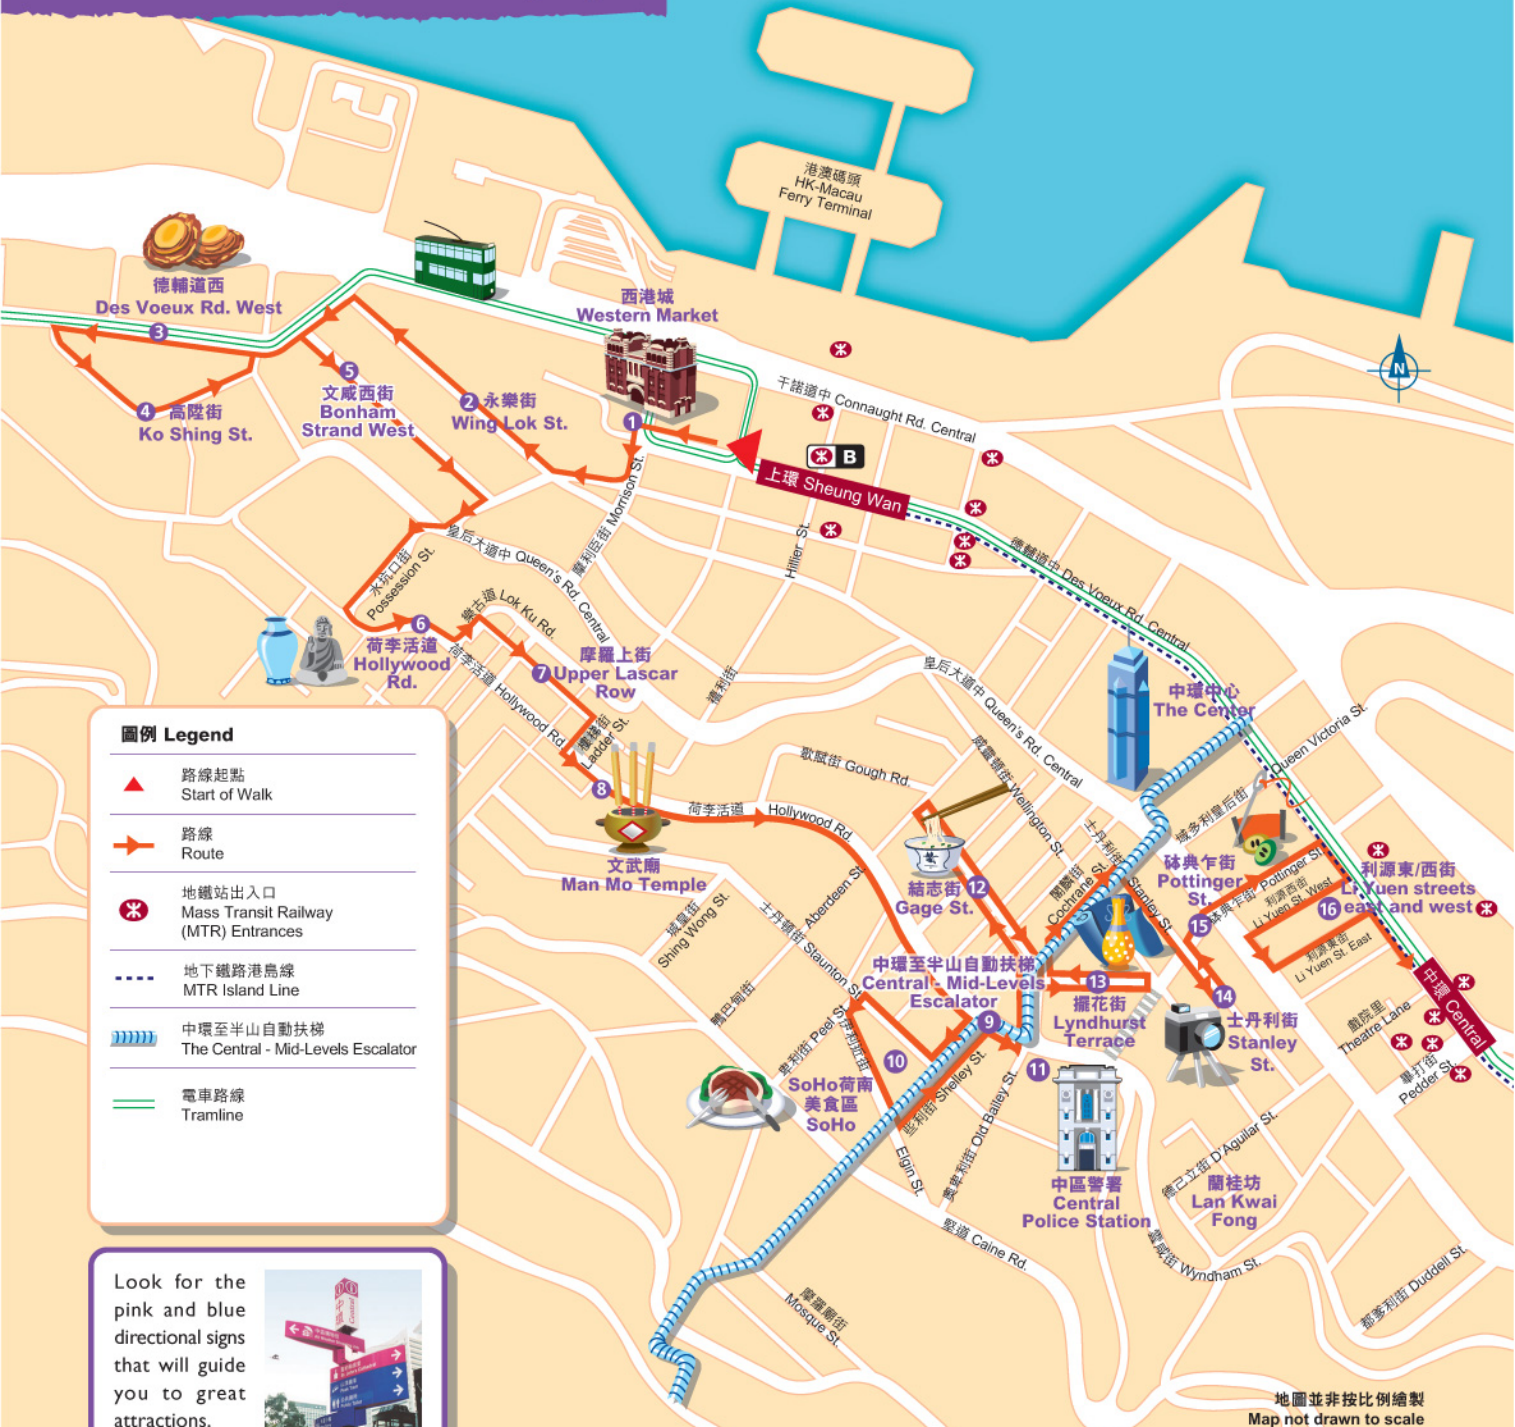 港澳碼頭
HK-Macau
Ferry Terminal
德輔道西
Des Voeux Rd. West
3
西港城
Western Market
1
干諾道中 Connaught Rd. Central
5
文咸西街
Bonham
Strand West
2 永樂街
Wing Lok St.
4 高陞街
Ko Shing St.
N
B
上環 Sheung Wan
摩利臣街 Morrison St.
Hillier St.
皇后大道中 Queen's Rd. Central
水坑口街
Possession St.
德輔道中 Des Voeux Rd. Central
樂古道 Lok Ku Rd.
6
荷李活道
Hollywood
Rd.
荷李活道 Hollywood Rd.
摩羅上街
7 Upper Lascar
Row
禧利街
皇后大道中 Queen's Rd. Central
中環中心
The Center
樓梯街
Ladder St.
歌賦街 Gough Rd.
威靈頓街 Wellington St.
Queen Victoria St.
域多利皇后街
8
荷李活道 Hollywood Rd.
文武廟
Man Mo Temple
士丹利街
Stanley St.
閣麟街
Cochrane St.
砵典乍街
Pottinger
St.
15
砵典乍街 Pottinger St.
利源東/西街
Li Yuen streets
16 east and west
利源西街
Li Yuen St. West
利源東街
Li Yuen St. East
結志街 12
Gage St.
Aberdeen St.
城皇街
Shing Wong St.
士丹頓街 Staunton St.
鴨巴甸街
中環至半山自動扶梯
Central - Mid-Levels
Escalator
9
13
擺花街
Lyndhurst
Terrace
14
士丹利街
Stanley
St.
中環 Central
戲院里
Theatre Lane
畢打街
Pedder St.
卑利街 Peel St.
伊利近街
10
SoHo荷南
美食區
SoHo
些利街 Shelley St.
11
奧卑利街 Old Bailey St.
Elgin St.
中區警署
Central
Police Station
德己立街 D'Aguilar St.
蘭桂坊
Lan Kwai
Fong
雲咸街 Wyndham St.
堅道 Caine Rd.
都爹利街 Duddell St.
摩羅廟街
Mosque St.
圖例 Legend
路線起點
Start of Walk
路線
Route
地鐵站出入口
Mass Transit Railway
(MTR) Entrances
地下鐵路港島線
MTR Island Line
中環至半山自動扶梯
The Central - Mid-Levels Escalator
電車路線
Tramline
Look for the
pink and blue
directional signs
that will guide
you to great
attractions.
中環
Central
地圖並非按比例繪製
Map not drawn to scale